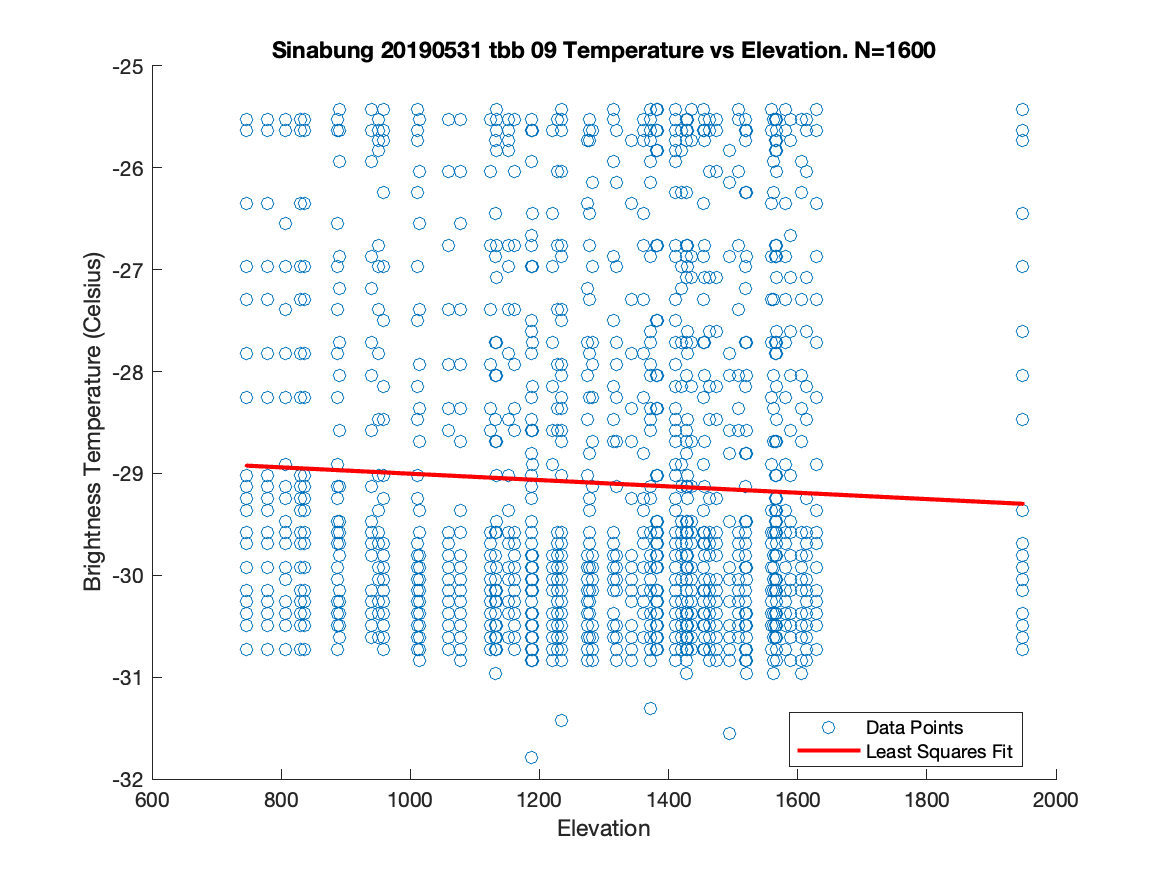 Sinabung 20190531 tbb 09 Temperature vs Elevation. N=1600
-25
-26
-27
-28
-29
-30
-31
-32
Brightness Temperature (Celsius)
Data Points
Least Squares Fit
600 800 1000 1200 1400 1600 1800 2000
Elevation